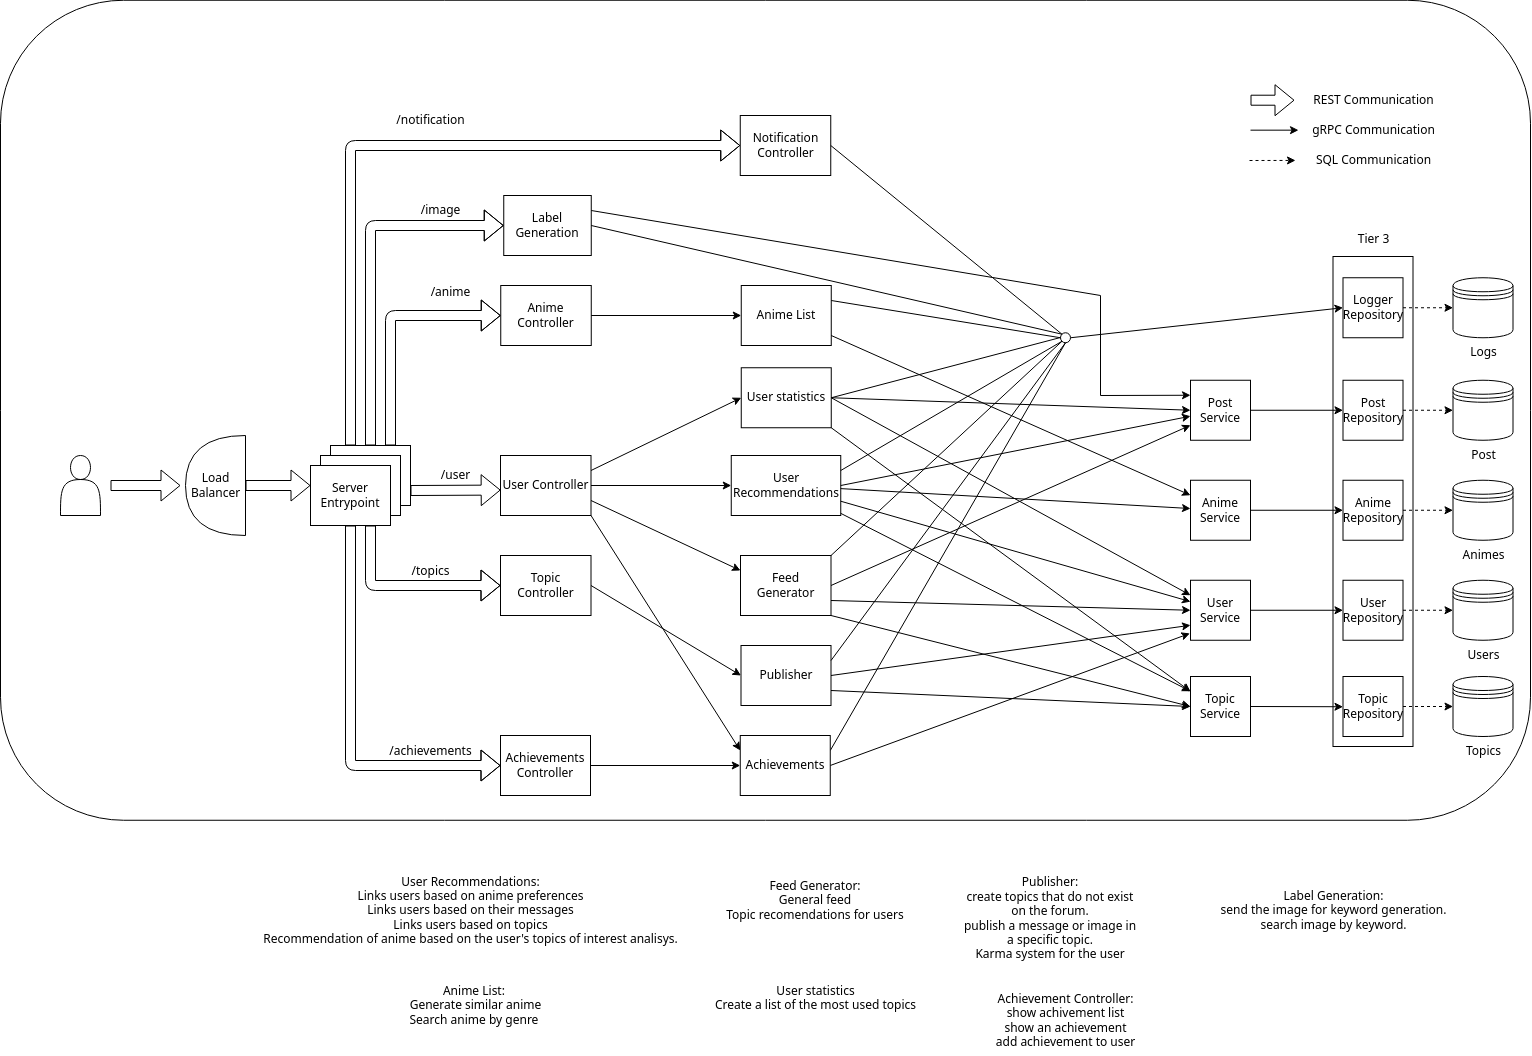 REST Communication
gRPC Communication
SQL Communication
/notification
Notification
Controller
/image
Label
Generation
/anime
Anime
Controller
Anime List
User statistics
Load
Balancer
Server
Entrypoint
/user
User Controller
User
Recommendations
/topics
Topic
Controller
Feed
Generator
Publisher
/achievements
Achievements
Controller
Achievements
Post
Service
Anime
Service
User
Service
Topic
Service
Tier 3
Logger
Repository
Logs
Post
Repository
Post
Anime
Repository
Animes
User
Repository
Users
Topic
Repository
Topics
User Recommendations:
Links users based on anime preferences
Links users based on their messages
Links users based on topics
Recommendation of anime based on the user's topics of interest analisys.
Feed Generator:
General feed
Topic recomendations for users
Publisher:
create topics that do not exist
on the forum.
publish a message or image in
a specific topic.
Karma system for the user
Label Generation:
send the image for keyword generation.
search image by keyword.
Anime List:
Generate similar anime
Search anime by genre
User statistics
Create a list of the most used topics
Achievement Controller:
show achivement list
show an achievement
add achievement to user